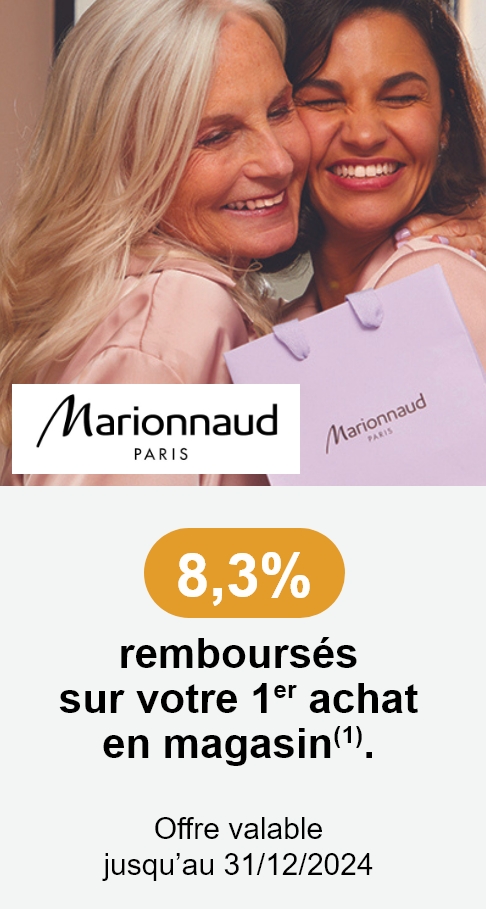 Marionnaud
PARIS
Marionnaud
PARIS
8,3%
remboursés
sur votre 1er achat
en magasin(1).
Offre valable
jusqu’au 31/12/2024